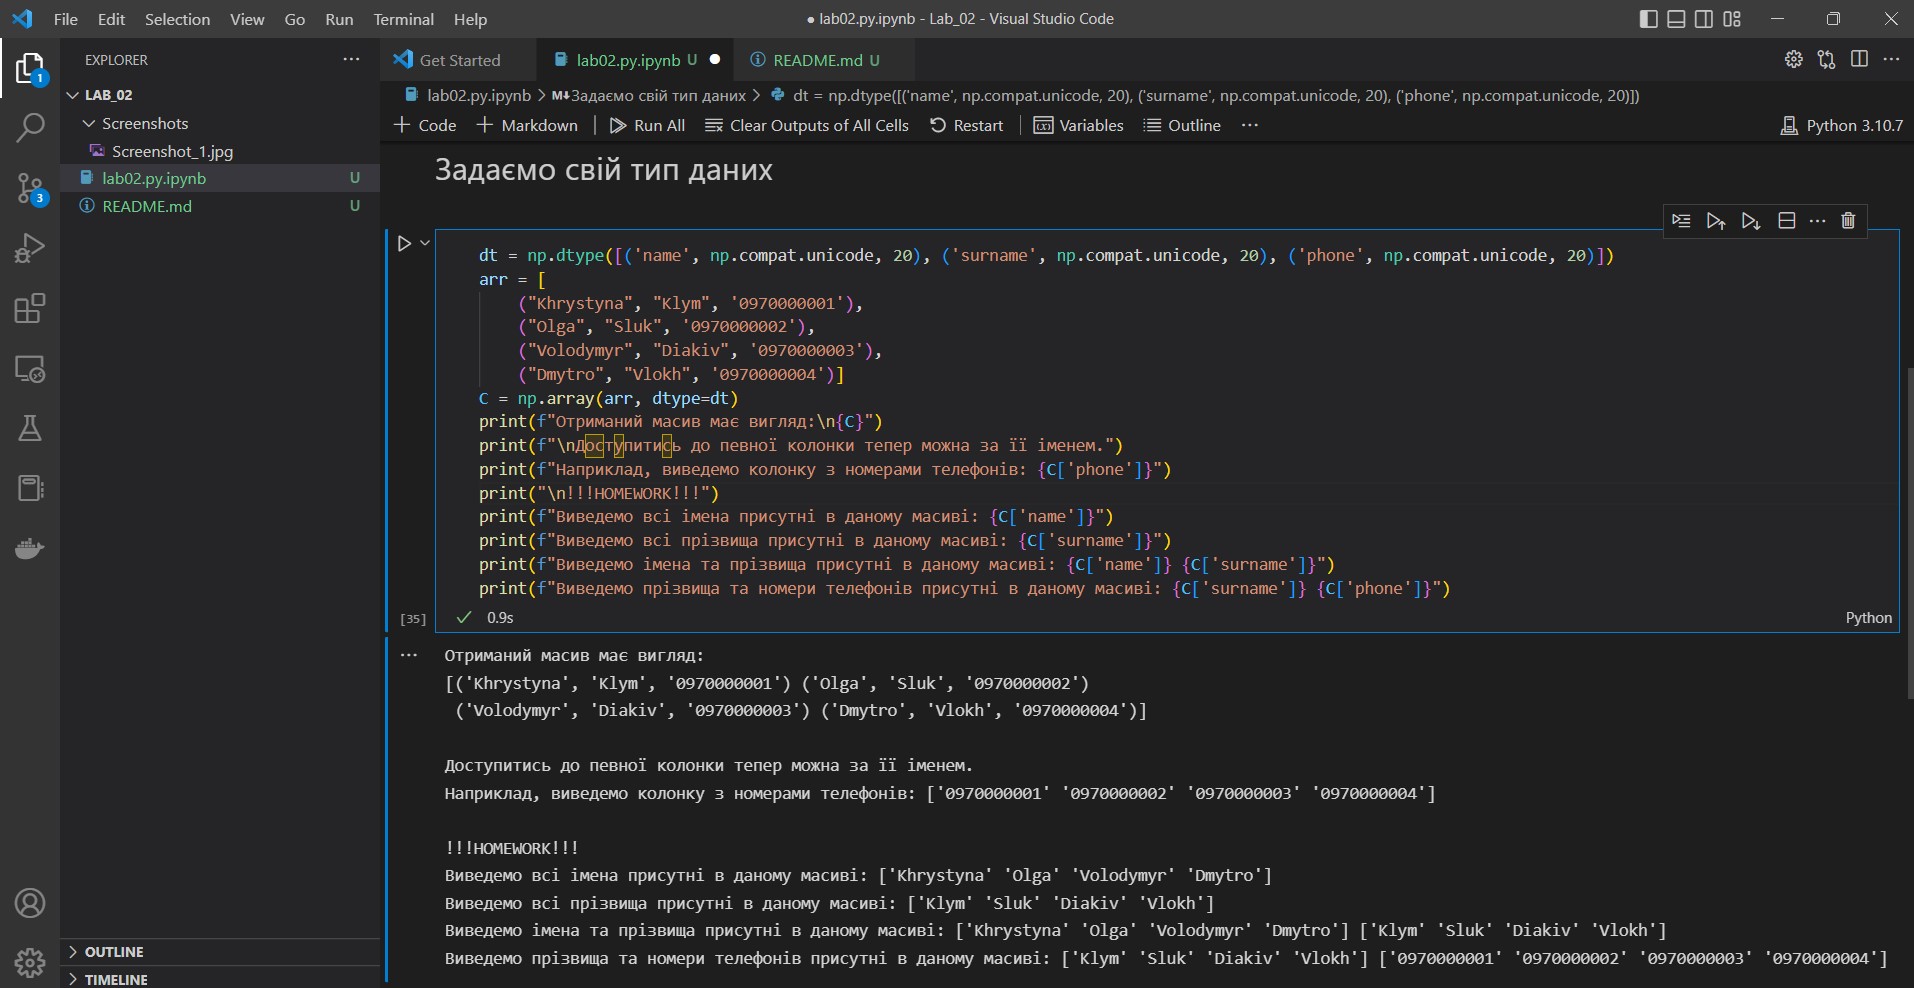 File Edit Selection View Go Run Terminal Help
● lab02.py.ipynb - Lab_02 - Visual Studio Code
EXPLORER
Get Started
lab02.py.ipynb U
README.md U
1
LAB_02
Screenshots
Screenshot_1.jpg
lab02.py.ipynb U
README.md U
3
lab02.py.ipynb > M↓Задаємо свій тип даних > dt = np.dtype([('name', np.compat.unicode, 20), ('surname', np.compat.unicode, 20), ('phone', np.compat.unicode, 20)])
+ Code + Markdown | Run All Clear Outputs of All Cells Restart | Variables Outline ···
Python 3.10.7
Задаємо свій тип даних
dt = np.dtype([('name', np.compat.unicode, 20), ('surname', np.compat.unicode, 20), ('phone', np.compat.unicode, 20)])
arr = [
("Khrystyna", "Klym", '0970000001'),
("Olga", "Sluk", '0970000002'),
("Volodymyr", "Diakiv", '0970000003'),
("Dmytro", "Vlokh", '0970000004')]
C = np.array(arr, dtype=dt)
print(f"Отриманий масив має вигляд:\n{C}")
print(f"\nДоступитись до певної колонки тепер можна за її іменем.")
print(f"Наприклад, виведемо колонку з номерами телефонів: {C['phone']}")
print("\n!!!HOMEWORK!!!")
print(f"Виведемо всі імена присутні в даному масиві: {C['name']}")
print(f"Виведемо всі прізвища присутні в даному масиві: {C['surname']}")
print(f"Виведемо імена та прізвища присутні в даному масиві: {C['name']} {C['surname']}")
print(f"Виведемо прізвища та номери телефонів присутні в даному масиві: {C['surname']} {C['phone']}")
[35] ✓ 0.9s
Python
Отриманий масив має вигляд:
[('Khrystyna', 'Klym', '0970000001') ('Olga', 'Sluk', '0970000002')
('Volodymyr', 'Diakiv', '0970000003') ('Dmytro', 'Vlokh', '0970000004')]
Доступитись до певної колонки тепер можна за її іменем.
Наприклад, виведемо колонку з номерами телефонів: ['0970000001' '0970000002' '0970000003' '0970000004']
!!!HOMEWORK!!!
Виведемо всі імена присутні в даному масиві: ['Khrystyna' 'Olga' 'Volodymyr' 'Dmytro']
Виведемо всі прізвища присутні в даному масиві: ['Klym' 'Sluk' 'Diakiv' 'Vlokh']
Виведемо імена та прізвища присутні в даному масиві: ['Khrystyna' 'Olga' 'Volodymyr' 'Dmytro'] ['Klym' 'Sluk' 'Diakiv' 'Vlokh']
Виведемо прізвища та номери телефонів присутні в даному масиві: ['Klym' 'Sluk' 'Diakiv' 'Vlokh'] ['0970000001' '0970000002' '0970000003' '0970000004']
OUTLINE
TIMELINE